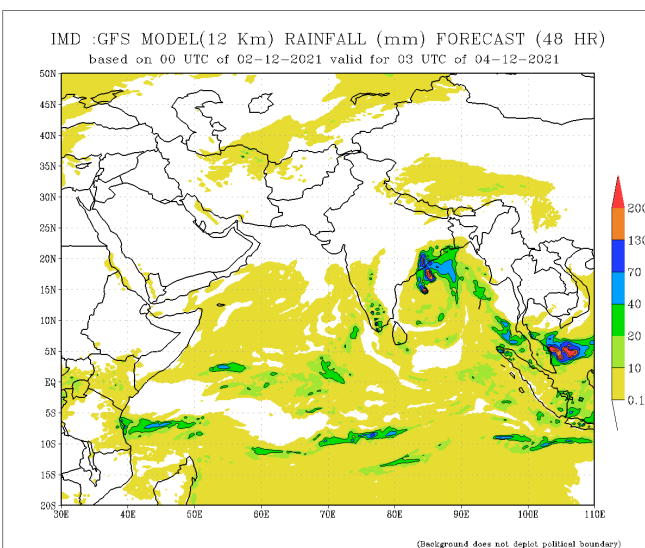 IMD :GFS MODEL(12 Km) RAINFALL (mm) FORECAST (48 HR)
based on 00 UTC of 02-12-2021 valid for 03 UTC of 04-12-2021
50N
45N
40N
35N
30N
25N
20N
15N
10N
5N
EQ
5S
10S
15S
20S
30E 40E 50E 60E 70E 80E 90E 100E 110E
200
130
70
40
20
10
0.1
(Background does not depict political boundary)